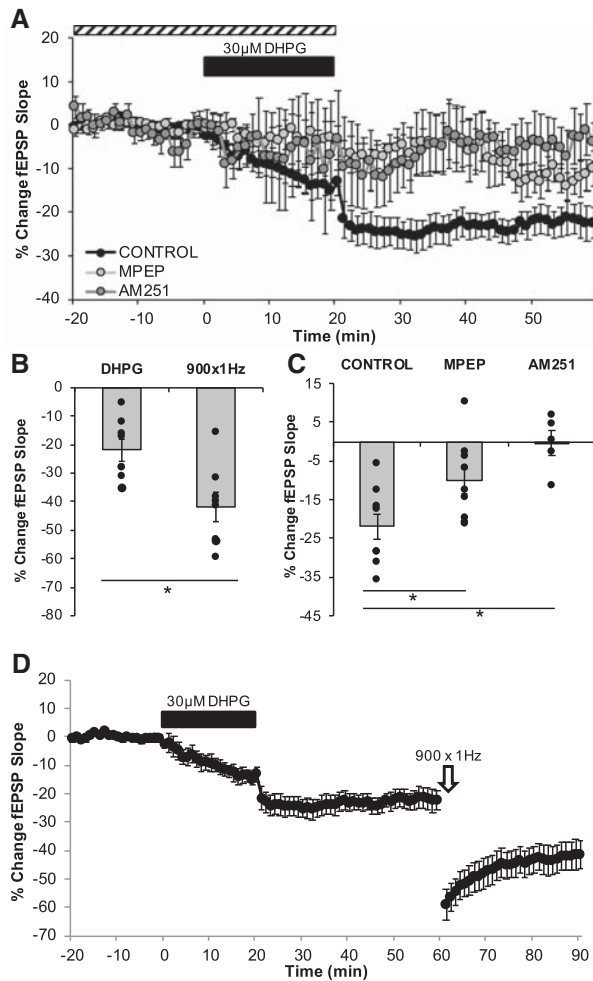 A
30µM DHPG
20
10
0
-10
-20
-30
-40
% Change fEPSP Slope
CONTROL
MPEP
AM251
-20 -10 0 10 20 30 40 50
Time (min)
B
DHPG 900x1Hz
0
-10
-20
-30
-40
-50
-60
-70
-80
% Change fEPSP Slope
*
C
CONTROL MPEP AM251
15
5
-5
-15
-25
-35
-45
% Change fEPSP Slope
*
*
D
20
10
0
-10
-20
-30
-40
-50
-60
-70
% Change fEPSP Slope
30µM DHPG
900 x 1Hz
-20 -10 0 10 20 30 40 50 60 70 80 90
Time (min)